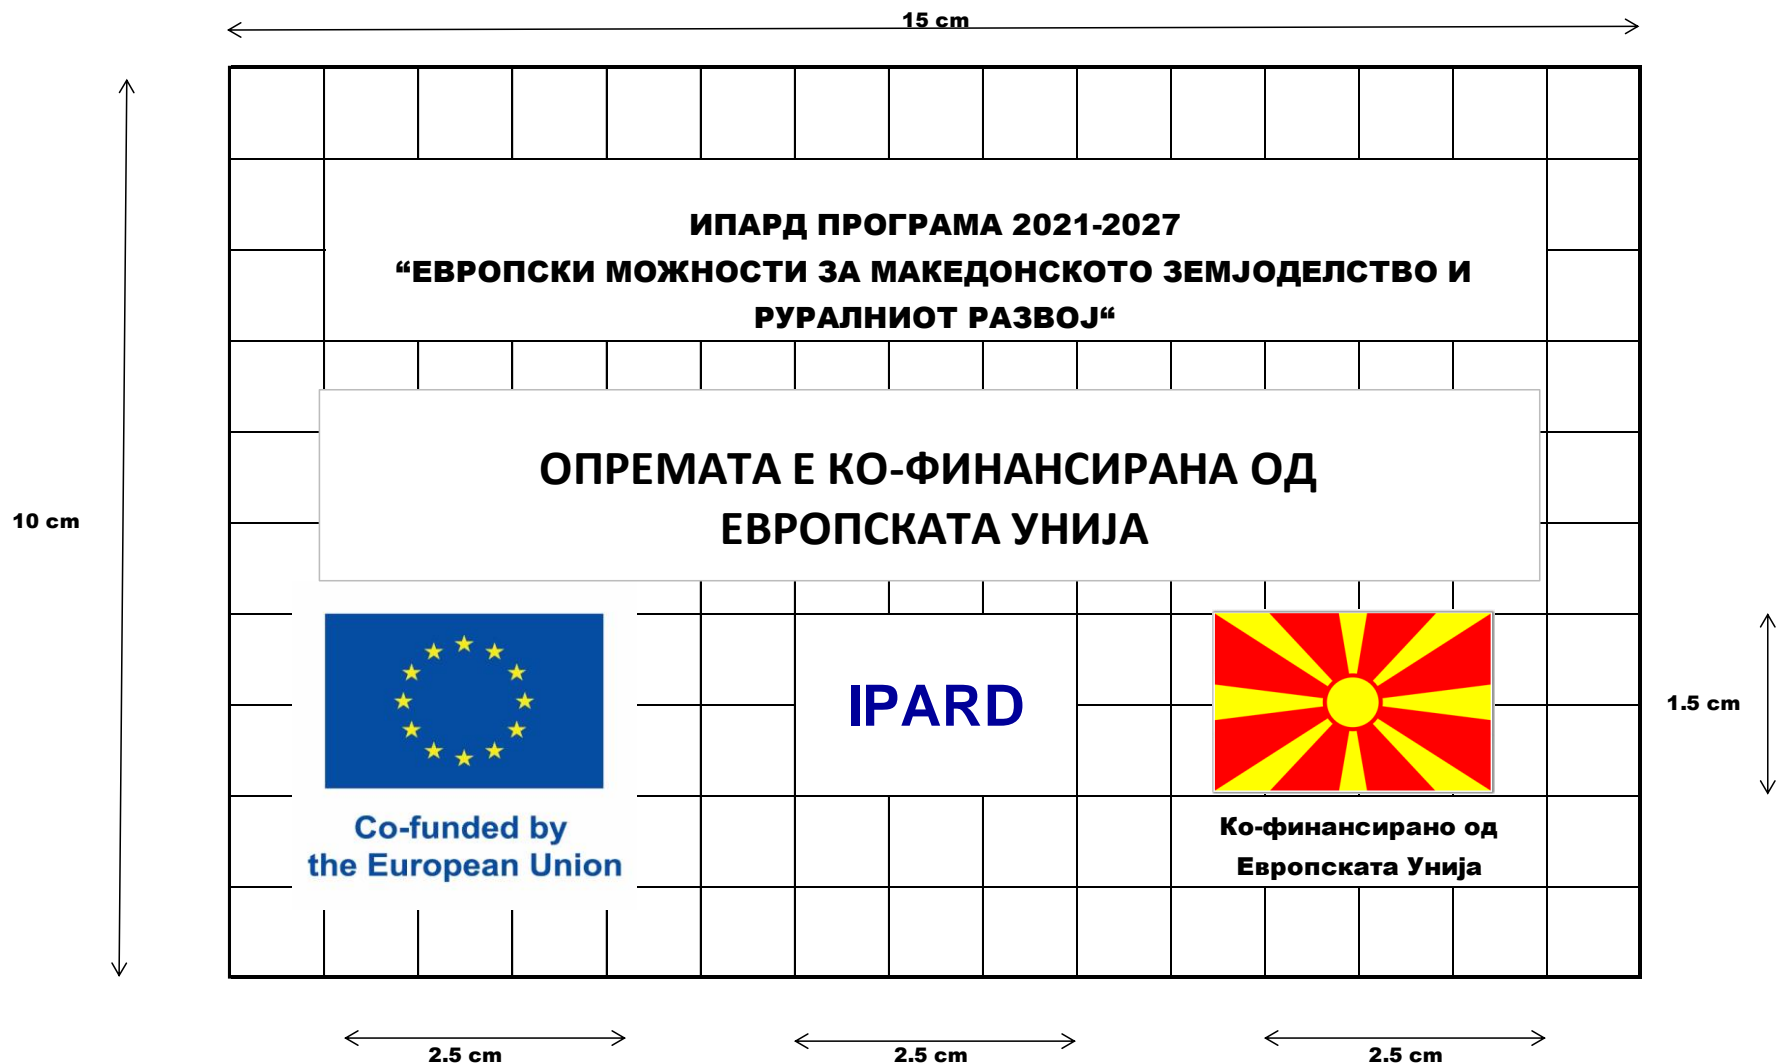 15 cm
ИПАРД ПРОГРАМА 2021-2027
“ЕВРОПСКИ МОЖНОСТИ ЗА МАКЕДОНСКОТО ЗЕМЈОДЕЛСТВО И
РУРАЛНИОТ РАЗВОЈ“
ОПРЕМАТА Е КО-ФИНАНСИРАНА ОД
ЕВРОПСКАТА УНИЈА
10 cm
IPARD
1.5 cm
Co-funded by
the European Union
Ко-финансирано од
Европската Унија
2.5 cm
2.5 cm
2.5 cm